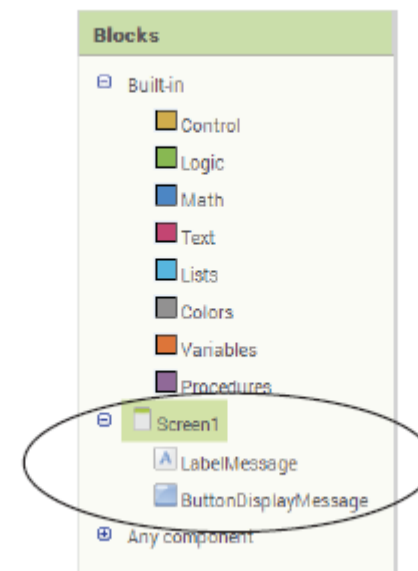 Blocks
Built-in
Control
Logic
Math
Text
Lists
Colors
Variables
Procedures
Screen1
A LabelMessage
ButtonDisplayMessage
Any component